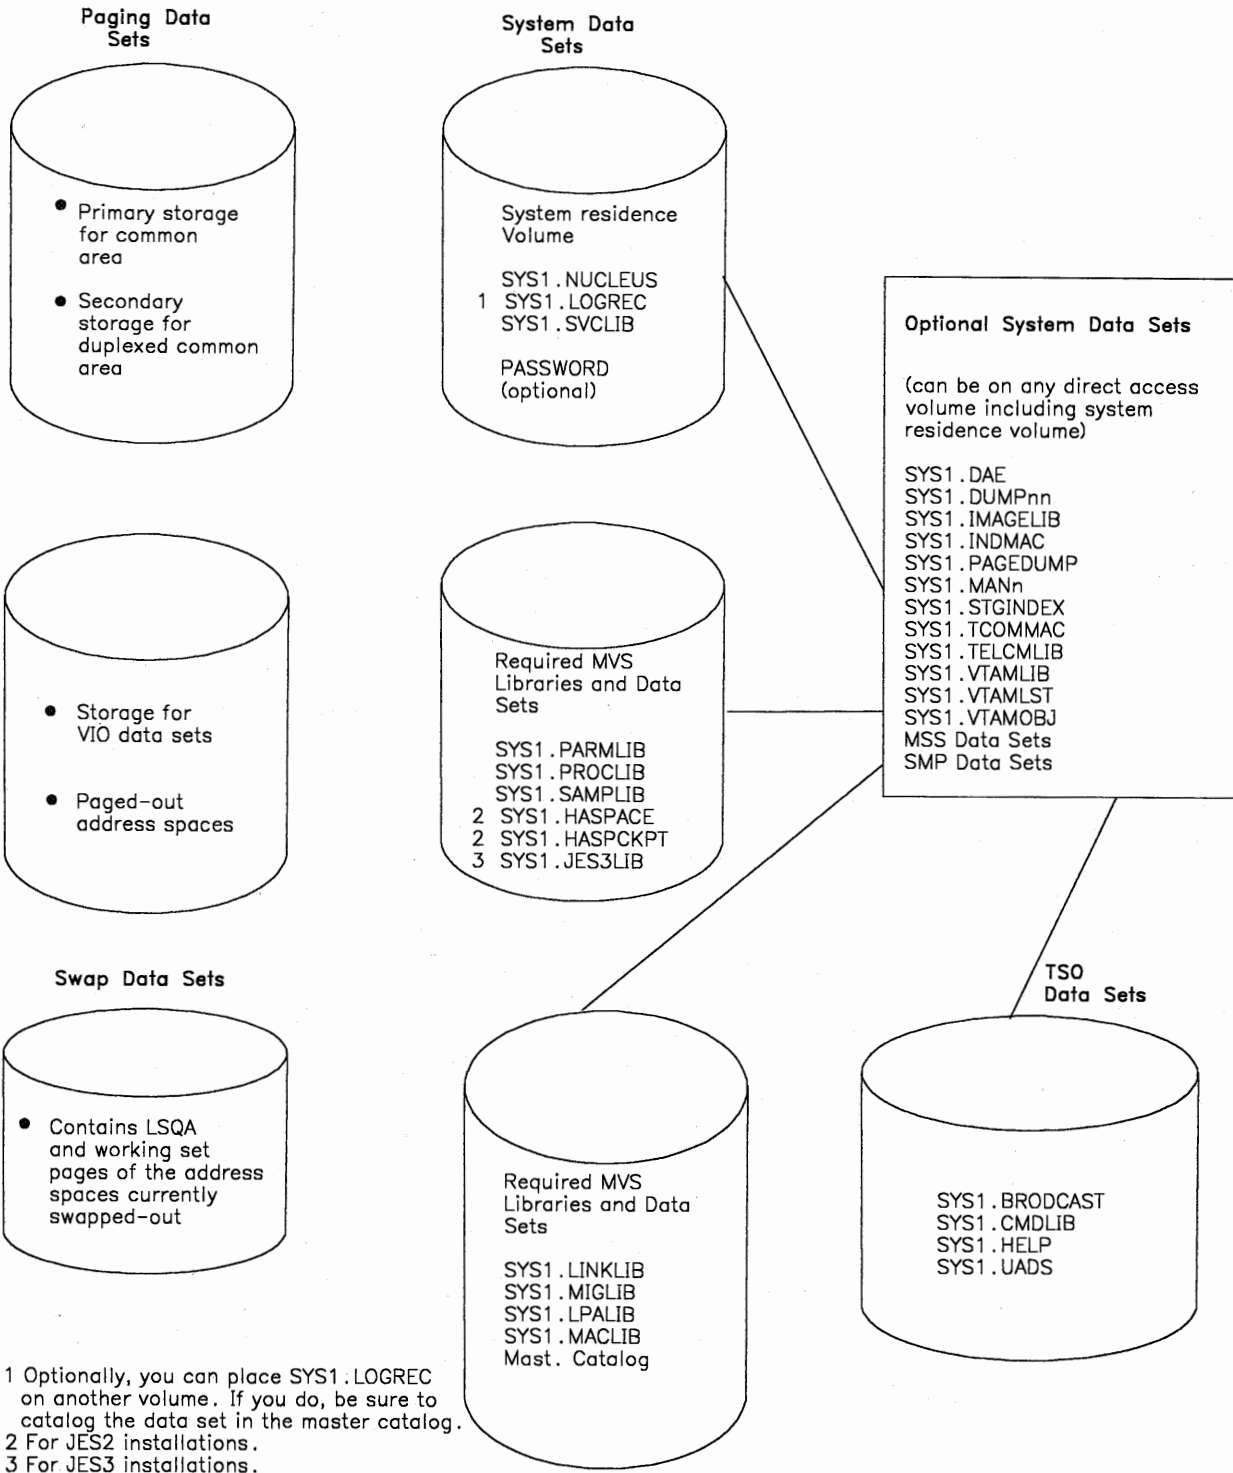 Paging Data
Sets
● Primary storage
for common
area
● Secondary
storage for
duplexed common
area
● Storage for
VIO data sets
● Paged-out
address spaces
Swap Data Sets
● Contains LSQA
and working set
pages of the address
spaces currently
swapped-out
System Data
Sets
System residence
Volume
SYS1.NUCLEUS
1 SYS1.LOGREC
SYS1.SVCLIB
PASSWORD
(optional)
Required MVS
Libraries and Data
Sets
SYS1.PARMLIB
SYS1.PROCLIB
SYS1.SAMPLIB
2 SYS1.HASPACE
2 SYS1.HASPCKPT
3 SYS1.JES3LIB
Required MVS
Libraries and Data
Sets
SYS1.LINKLIB
SYS1.MIGLIB
SYS1.LPALIB
SYS1.MACLIB
Mast. Catalog
Optional System Data Sets
(can be on any direct access
volume including system
residence volume)
SYS1.DAE
SYS1.DUMPnn
SYS1.IMAGELIB
SYS1.INDMAC
SYS1.PAGEDUMP
SYS1.MANn
SYS1.STGINDEX
SYS1.TCOMMAC
SYS1.TELCMLIB
SYS1.VTAMLIB
SYS1.VTAMLST
SYS1.VTAMOBJ
MSS Data Sets
SMP Data Sets
TSO
Data Sets
SYS1.BRODCAST
SYS1.CMDLIB
SYS1.HELP
SYS1.UADS
1 Optionally, you can place SYS1.LOGREC
on another volume. If you do, be sure to
catalog the data set in the master catalog.
2 For JES2 installations.
3 For JES3 installations.